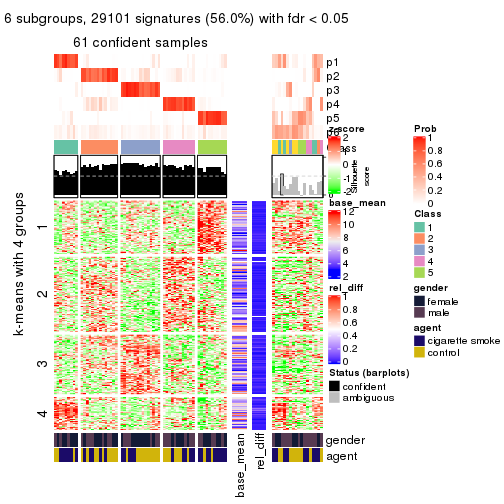 6 subgroups, 29101 signatures (56.0%) with fdr < 0.05
61 confident samples
p1
p2
p3
p4
p5
z-score
2
1
-1
-2
Silhouette
score
k-means with 4 groups
1
2
3
4
base_mean
12
10
8
6
4
2
rel_diff
1
0.8
0.6
0.4
0.2
0
Status (barplots)
confident
ambiguous
gender
agent
base_mean
rel_diff
Prob
1
0.8
0.6
0.4
0.2
0
Class
1
2
3
4
5
gender
female
male
agent
cigarette smoke
control